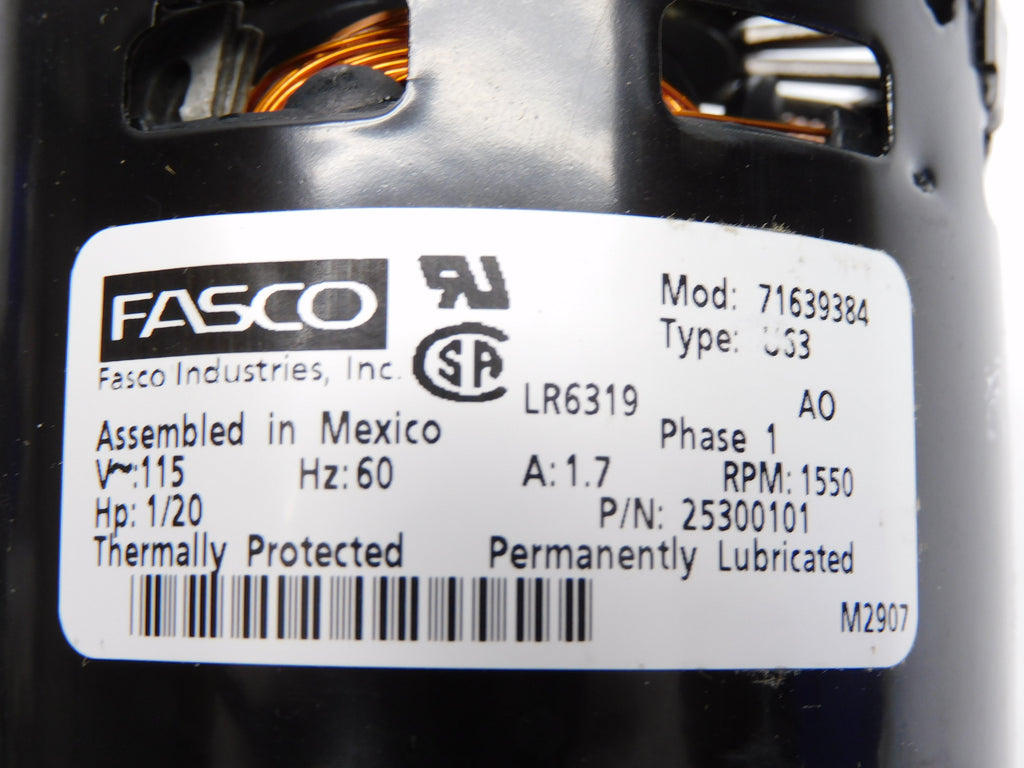 FASCO
Fasco Industries, Inc.
LR6319
Mod: 71639384
Type: U63
AO
Assembled in Mexico
Phase 1
V~:115 Hz: 60 A: 1.7 RPM: 1550
Hp: 1/20 P/N: 25300101
Thermally Protected Permanently Lubricated
M2907